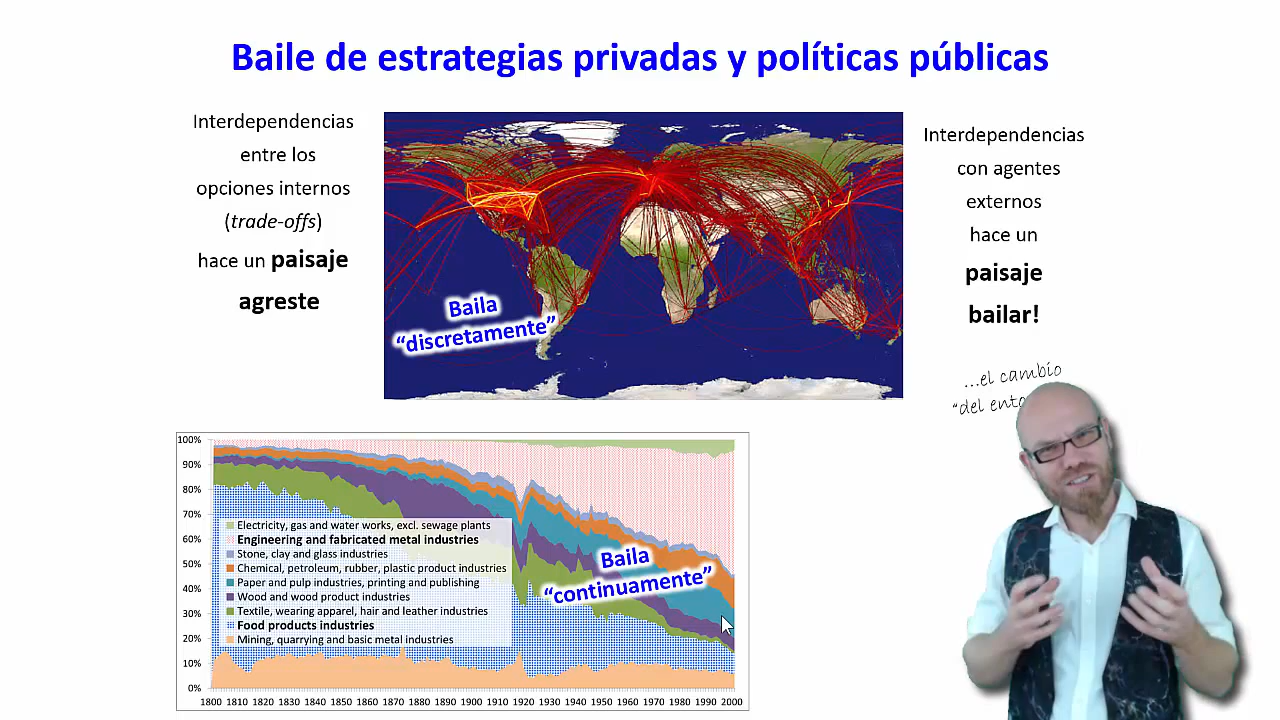 Baile de estrategias privadas y políticas públicas
Interdependencias
entre los
opciones internos
(trade-offs)
hace un paisaje
agreste
Baila
“discretamente”
Interdependencias
con agentes
externos
hace un
paisaje
bailar!
...el cambio
“del
100%
90%
80%
70%
60%
50%
40%
30%
20%
10%
0%
Electricity, gas and water works, excl. sewage plants
Engineering and fabricated metal industries
Stone, clay and glass industries
Chemical, petroleum, rubber, plastic product industries
Paper and pulp industries, printing and publishing
Wood and wood product industries
Textile, wearing apparel, hair and leather industries
Food products industries
Mining, quarrying and basic metal industries
Baila
“continuamente”
1800 1810 1820 1830 1840 1850 1860 1870 1880 1890 1900 1910 1920 1930 1940 1950 1960 1970 1980 1990 2000